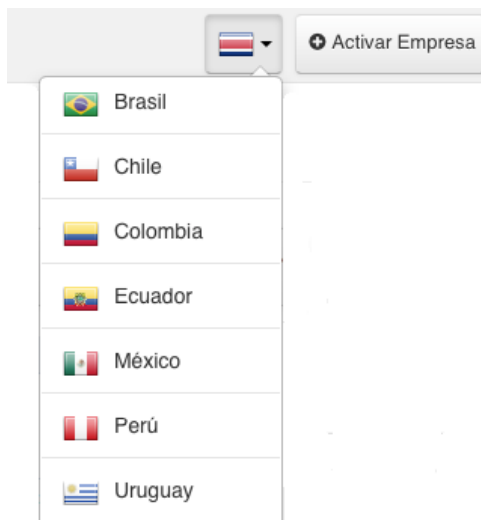 Activar Empresa
Brasil
Chile
Colombia
Ecuador
México
Perú
Uruguay